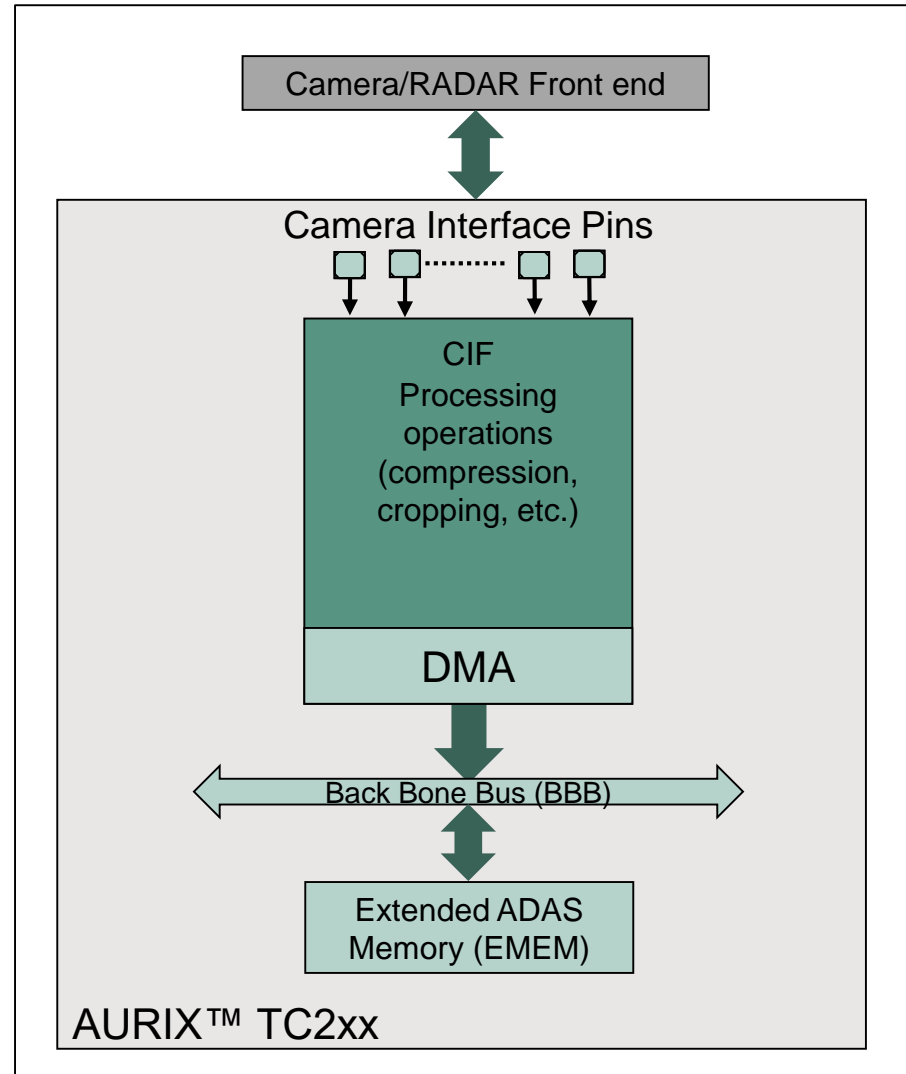 Camera/RADAR Front end
Camera Interface Pins
CIF
Processing
operations
(compression,
cropping, etc.)
DMA
Back Bone Bus (BBB)
Extended ADAS
Memory (EMEM)
AURIX™ TC2xx